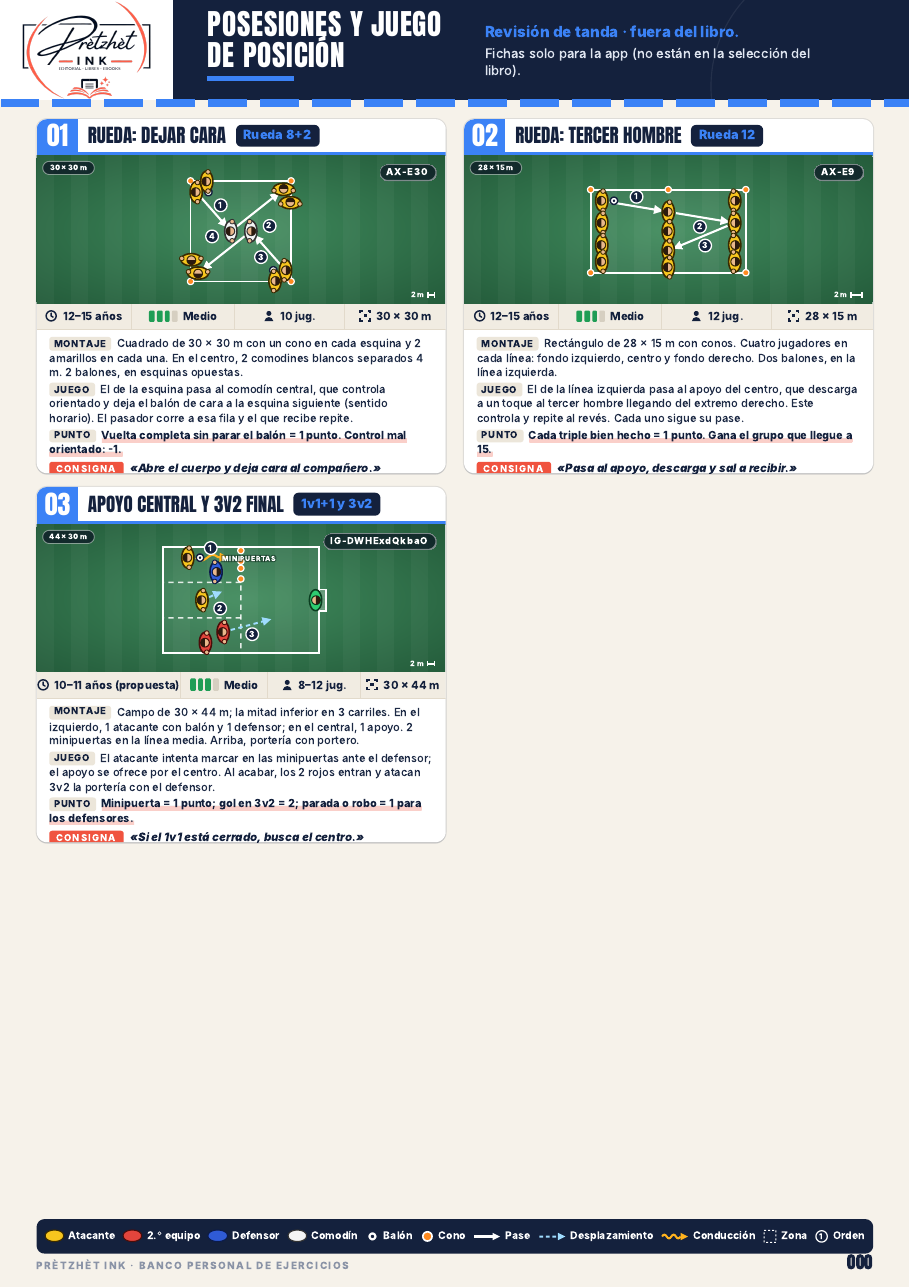 Prètzhèt
INK
EDITORIAL · LIBRES · EBOOKS
POSESIONES Y JUEGO
DE POSICIÓN
Revisión de tanda · fuera del libro.
Fichas solo para la app (no están en la selección del
libro).
01 RUEDA: DEJAR CARA Rueda 8+2
30 × 30 m
AX-E30
1
2
3
4
2 m
12–15 años Medio 10 jug. 30 × 30 m
MONTAJE Cuadrado de 30 × 30 m con un cono en cada esquina y 2
amarillos en cada una. En el centro, 2 comodines blancos separados 4
m. 2 balones, en esquinas opuestas.
JUEGO El de la esquina pasa al comodín central, que controla
orientado y deja el balón de cara a la esquina siguiente (sentido
horario). El pasador corre a esa fila y el que recibe repite.
PUNTO Vuelta completa sin parar el balón = 1 punto. Control mal
orientado: -1.
CONSIGNA «Abre el cuerpo y deja cara al compañero.»
02 RUEDA: TERCER HOMBRE Rueda 12
28 × 15 m
AX-E9
1
2
3
2 m
12–15 años Medio 12 jug. 28 × 15 m
MONTAJE Rectángulo de 28 × 15 m con conos. Cuatro jugadores en
cada línea: fondo izquierdo, centro y fondo derecho. Dos balones, en la
línea izquierda.
JUEGO El de la línea izquierda pasa al apoyo del centro, que descarga
a un toque al tercer hombre llegando del extremo derecho. Este
controla y repite al revés. Cada uno sigue su pase.
PUNTO Cada triple bien hecho = 1 punto. Gana el grupo que llegue a
15.
CONSIGNA «Pasa al apoyo, descarga y sal a recibir.»
03 APOYO CENTRAL Y 3V2 FINAL 1v1+1 y 3v2
44 × 30 m
IG-DWHExdQkbaO
1
MINIPUERTAS
2
3
2 m
10–11 años (propuesta) Medio 8–12 jug. 30 × 44 m
MONTAJE Campo de 30 × 44 m; la mitad inferior en 3 carriles. En el
izquierdo, 1 atacante con balón y 1 defensor; en el central, 1 apoyo. 2
minipuertas en la línea media. Arriba, portería con portero.
JUEGO El atacante intenta marcar en las minipuertas ante el defensor;
el apoyo se ofrece por el centro. Al acabar, los 2 rojos entran y atacan
3v2 la portería con el defensor.
PUNTO Minipuerta = 1 punto; gol en 3v2 = 2; parada o robo = 1 para
los defensores.
CONSIGNA «Si el 1v1 está cerrado, busca el centro.»
Atacante 2.º equipo Defensor Comodín Balón Cono Pase Desplazamiento Conducción Zona 1 Orden
PRÈTZHÈT INK · BANCO PERSONAL DE EJERCICIOS
000